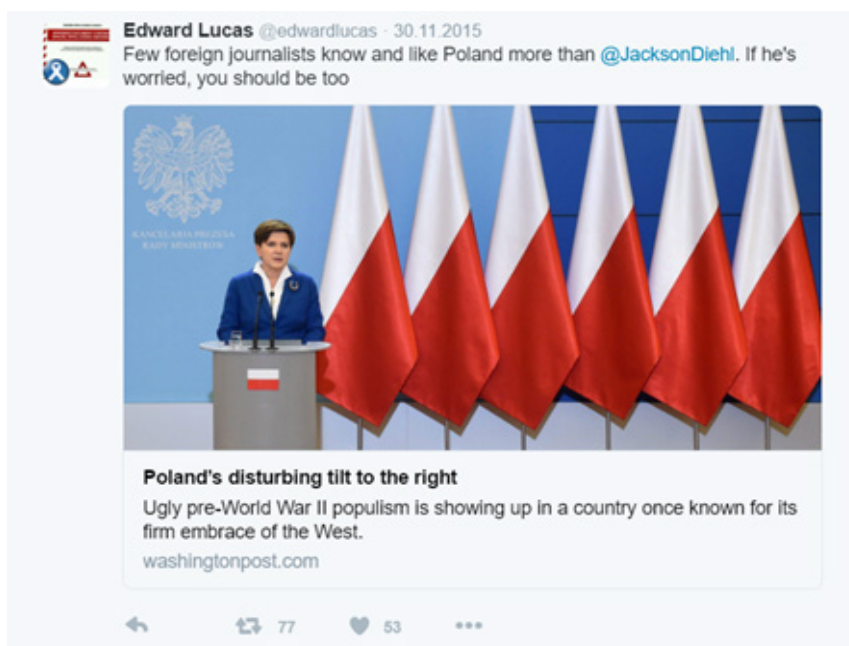 Edward Lucas @edwardlucas · 30.11.2015
Few foreign journalists know and like Poland more than @JacksonDiehl. If he's
worried, you should be too
KANCELARIA PREZESA
RADY MINISTRÓW
Poland's disturbing tilt to the right
Ugly pre-World War II populism is showing up in a country once known for its
firm embrace of the West.
washingtonpost.com
77
53